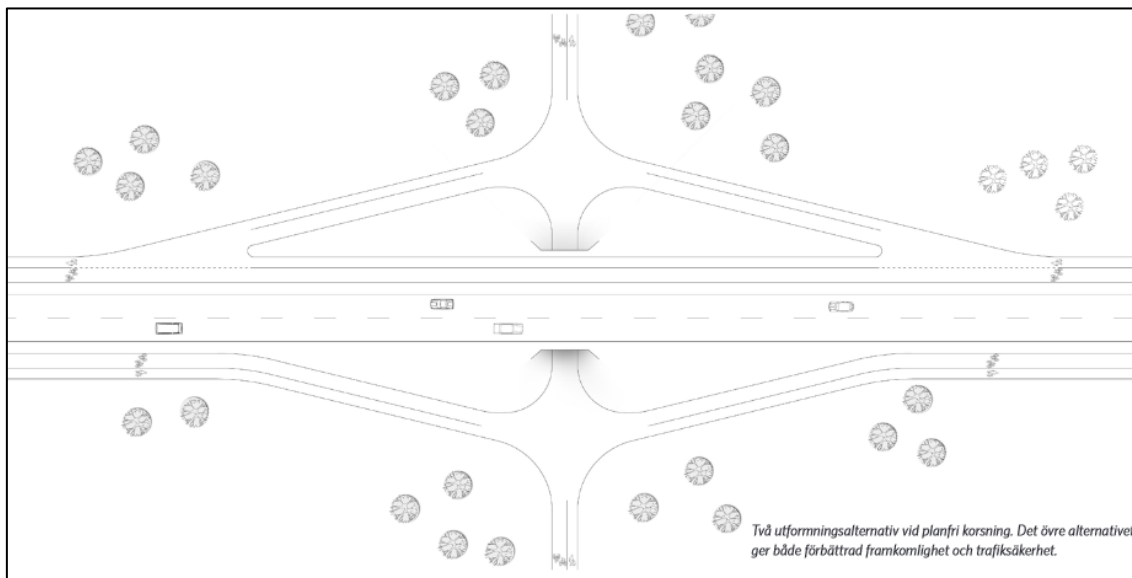 Två utformningsalternativ vid planfri korsning. Det övre alternativet
ger både förbättrad framkomlighet och trafiksäkerhet.